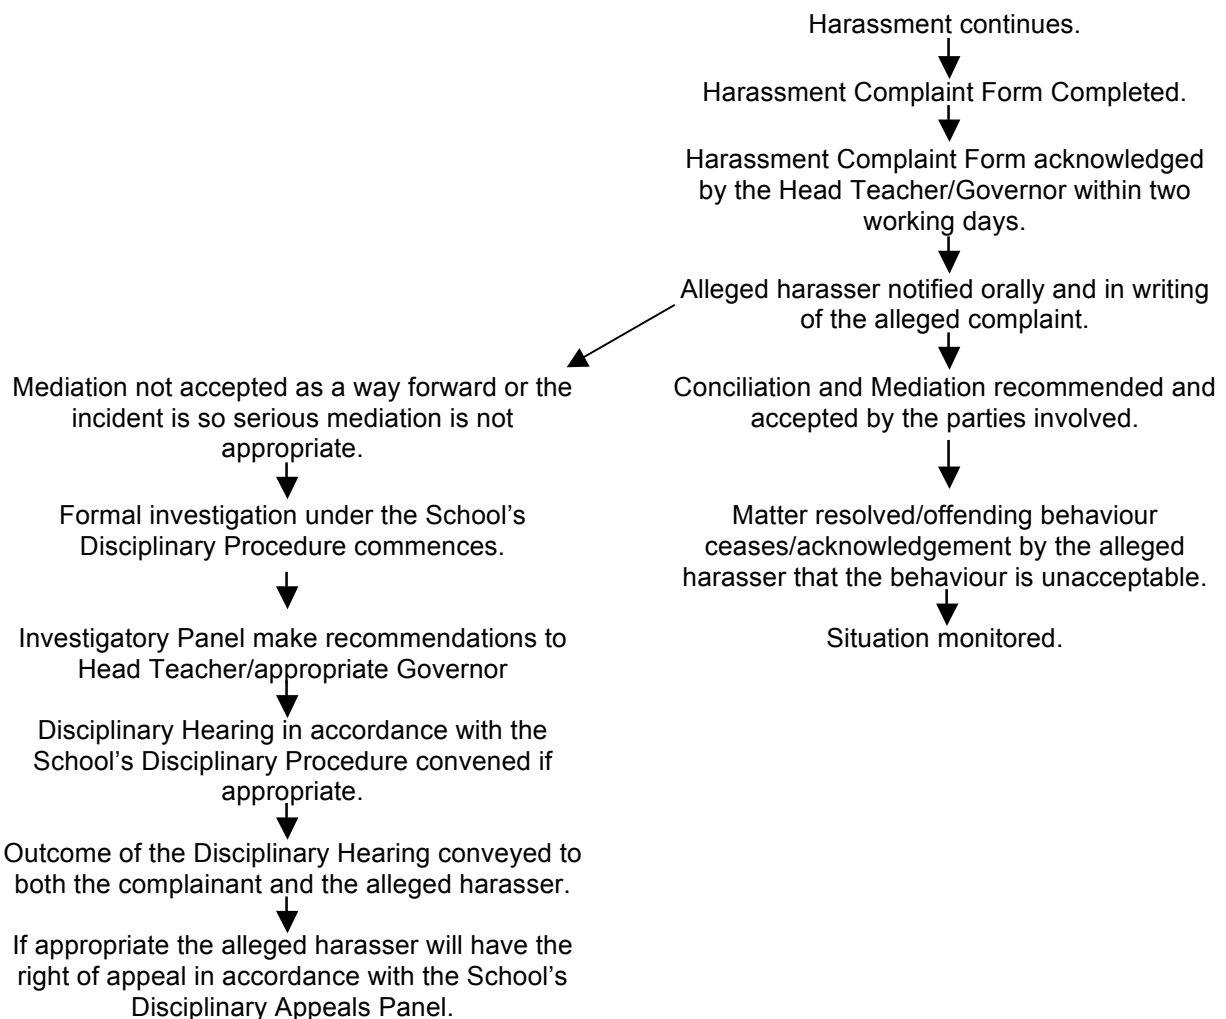 Harassment continues.
Harassment Complaint Form Completed.
Harassment Complaint Form acknowledged
by the Head Teacher/Governor within two
working days.
Alleged harasser notified orally and in writing
of the alleged complaint.
Mediation not accepted as a way forward or the
incident is so serious mediation is not
appropriate.
Conciliation and Mediation recommended and
accepted by the parties involved.
Formal investigation under the School’s
Disciplinary Procedure commences.
Matter resolved/offending behaviour
ceases/acknowledgement by the alleged
harasser that the behaviour is unacceptable.
Investigatory Panel make recommendations to
Head Teacher/appropriate Governor
Situation monitored.
Disciplinary Hearing in accordance with the
School’s Disciplinary Procedure convened if
appropriate.
Outcome of the Disciplinary Hearing conveyed to
both the complainant and the alleged harasser.
If appropriate the alleged harasser will have the
right of appeal in accordance with the School’s
Disciplinary Appeals Panel.